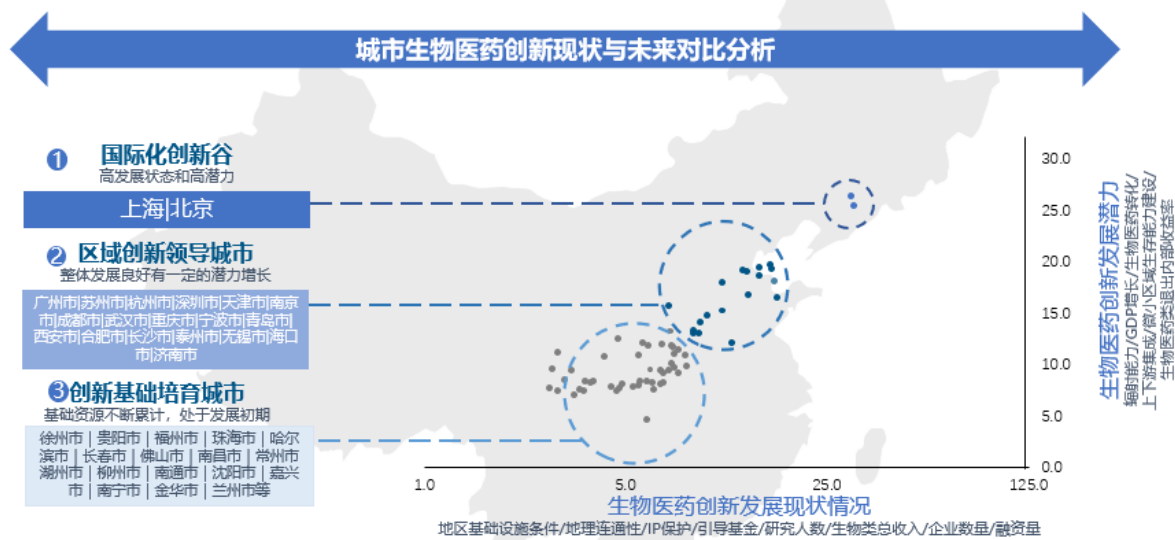 城市生物医药创新现状与未来对比分析
1 国际化创新谷
高发展状态和高潜力
上海|北京
2 区域创新领导城市
整体发展良好有一定的潜力增长
广州市|苏州市|杭州市|深圳市|天津市|南京
市|成都市|武汉市|重庆市|宁波市|青岛市|
西安市|合肥市|长沙市|泰州市|无锡市|海口
市|济南市
3 创新基础培育城市
基础资源不断累计，处于发展初期
徐州市｜贵阳市｜福州市｜珠海市｜哈尔
滨市｜长春市｜佛山市｜南昌市｜常州市
湖州市｜柳州市｜南通市｜沈阳市｜嘉兴
市｜南宁市｜金华市｜兰州市等
30.0
25.0
20.0
15.0
10.0
5.0
0.0
1.0 5.0 25.0 125.0
生物医药创新发展现状情况
地区基础设施条件/地理连通性/IP保护/引导基金/研究人数/生物类总收入/企业数量/融资量
生物医药创新发展潜力
辐射能力/GDP增长/生物医药转化/
上下游集成/微小区域生存能力建设/
生物医药类退出内部收益率